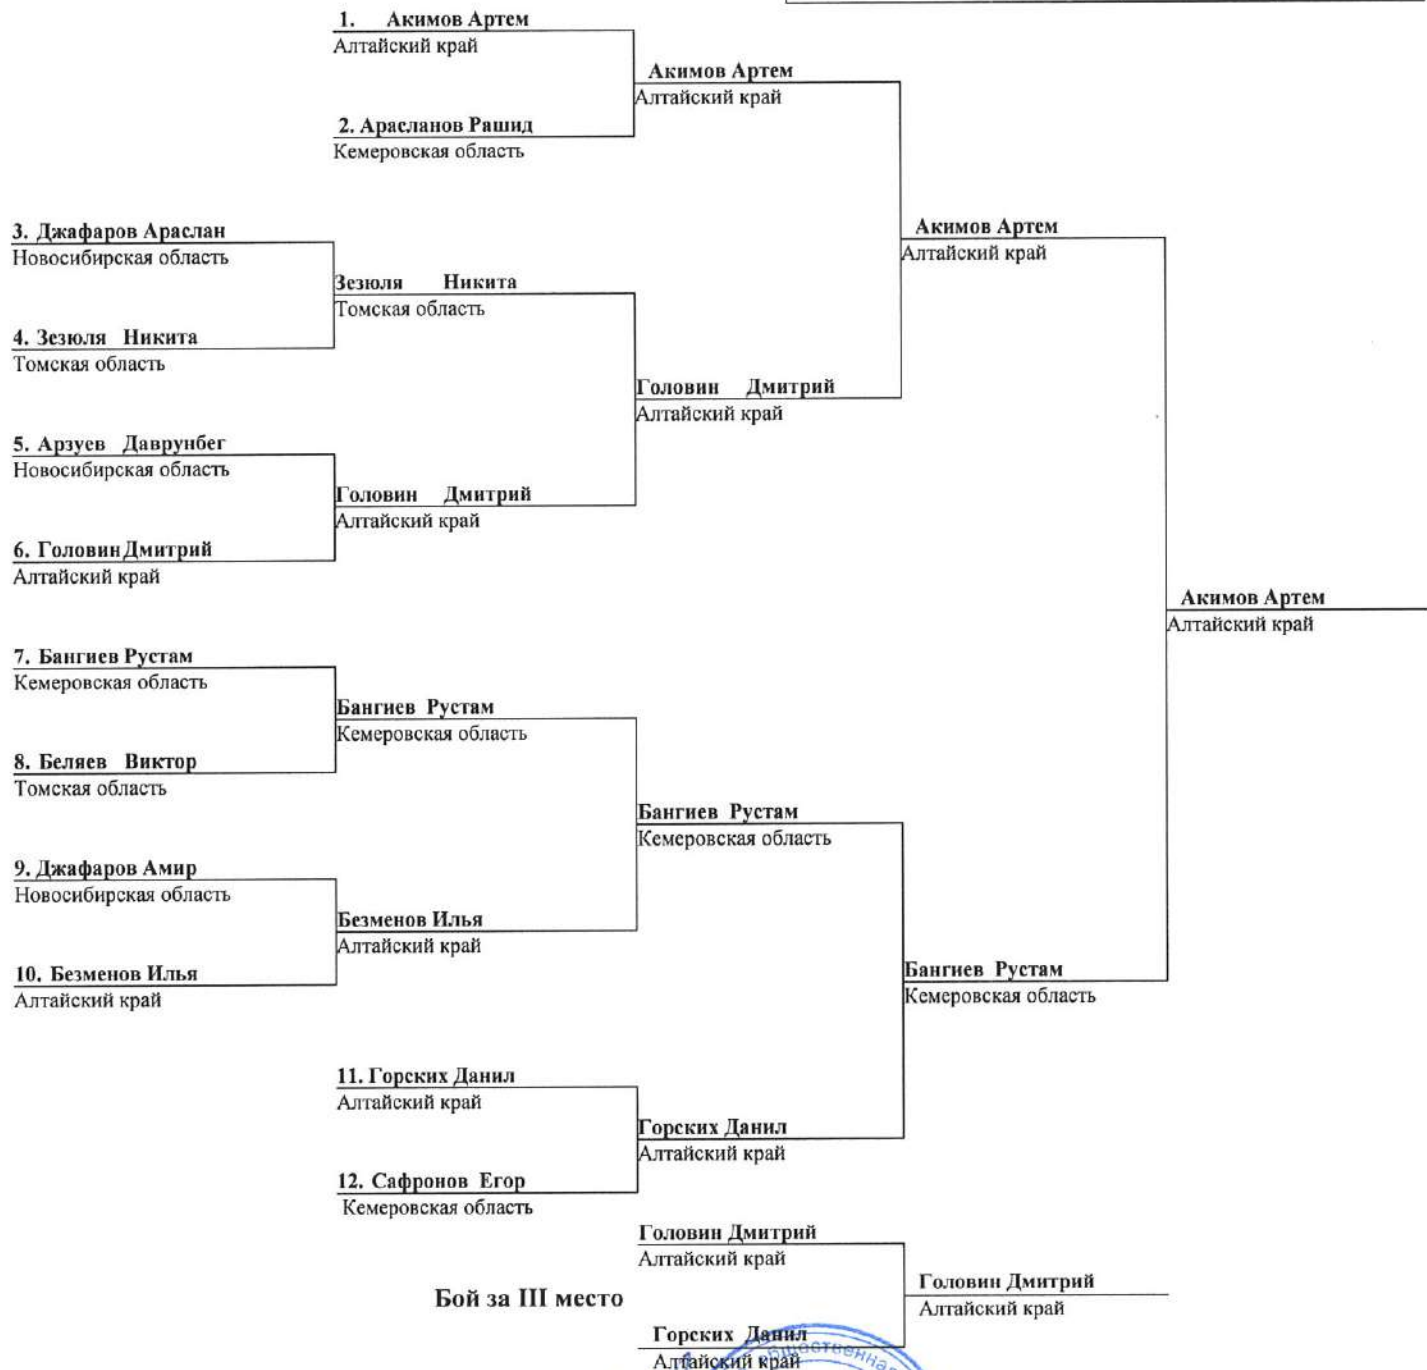 1. Акимов Артем
Алтайский край
Акимов Артем
Алтайский край
2. Арасланов Рашид
Кемеровская область
Акимов Артем
Алтайский край
3. Джафаров Араслан
Новосибирская область
Зезюля Никита
Томская область
4. Зезюля Никита
Томская область
Головин Дмитрий
Алтайский край
5. Арзуев Даврунбег
Новосибирская область
Головин Дмитрий
Алтайский край
6. Головин Дмитрий
Алтайский край
Акимов Артем
Алтайский край
7. Бангиев Рустам
Кемеровская область
Бангиев Рустам
Кемеровская область
8. Беляев Виктор
Томская область
Бангиев Рустам
Кемеровская область
9. Джафаров Амир
Новосибирская область
Безменов Илья
Алтайский край
10. Безменов Илья
Алтайский край
Бангиев Рустам
Кемеровская область
11. Горских Данил
Алтайский край
Горских Данил
Алтайский край
12. Сафронов Егор
Кемеровская область
Головин Дмитрий
Алтайский край
Бой за III место
Головин Дмитрий
Алтайский край
Горских Данил
Алтайский край
общественная